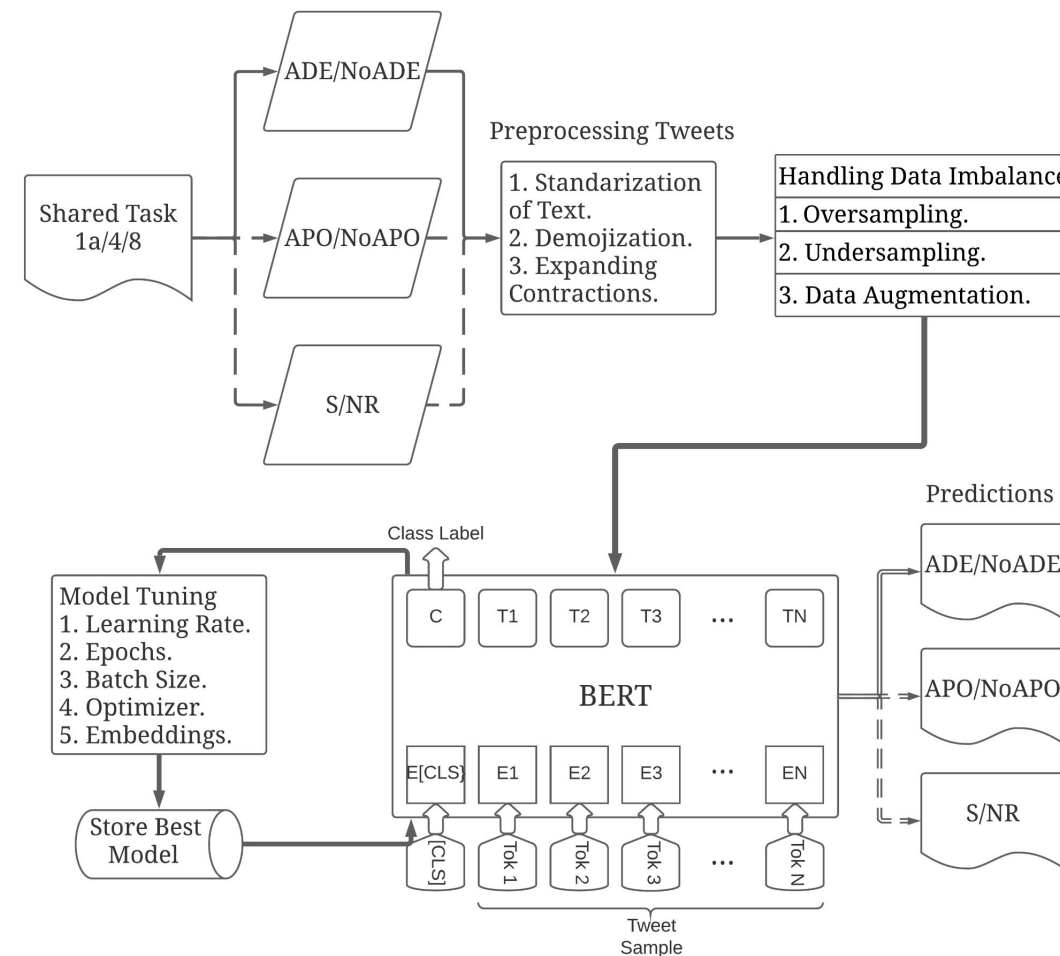 ADE/NoADE
Shared Task
1a/4/8
APO/NoAPO
S/NR
Preprocessing Tweets
1. Standarization
of Text.
2. Demojization.
3. Expanding
Contractions.
Handling Data Imbalance
1. Oversampling.
2. Undersampling.
3. Data Augmentation.
Class Label
Model Tuning
1. Learning Rate.
2. Epochs.
3. Batch Size.
4. Optimizer.
5. Embeddings.
Store Best
Model
C T1 T2 T3 ... TN
BERT
E[CLS] E1 E2 E3 ... EN
[CLS] Tok 1 Tok 2 Tok 3 ... Tok N
Tweet
Sample
Predictions
ADE/NoADE
APO/NoAPO
S/NR